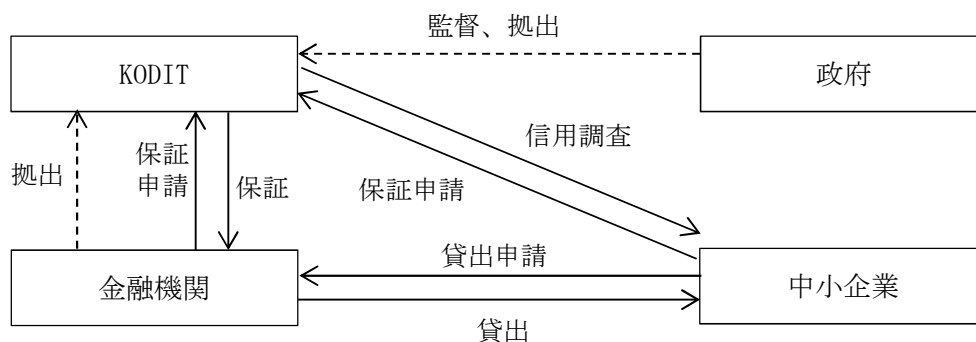 監督、拠出
KODIT
政府
信用調査
拠出
保証
申請
保証
保証申請
貸出申請
金融機関
中小企業
貸出